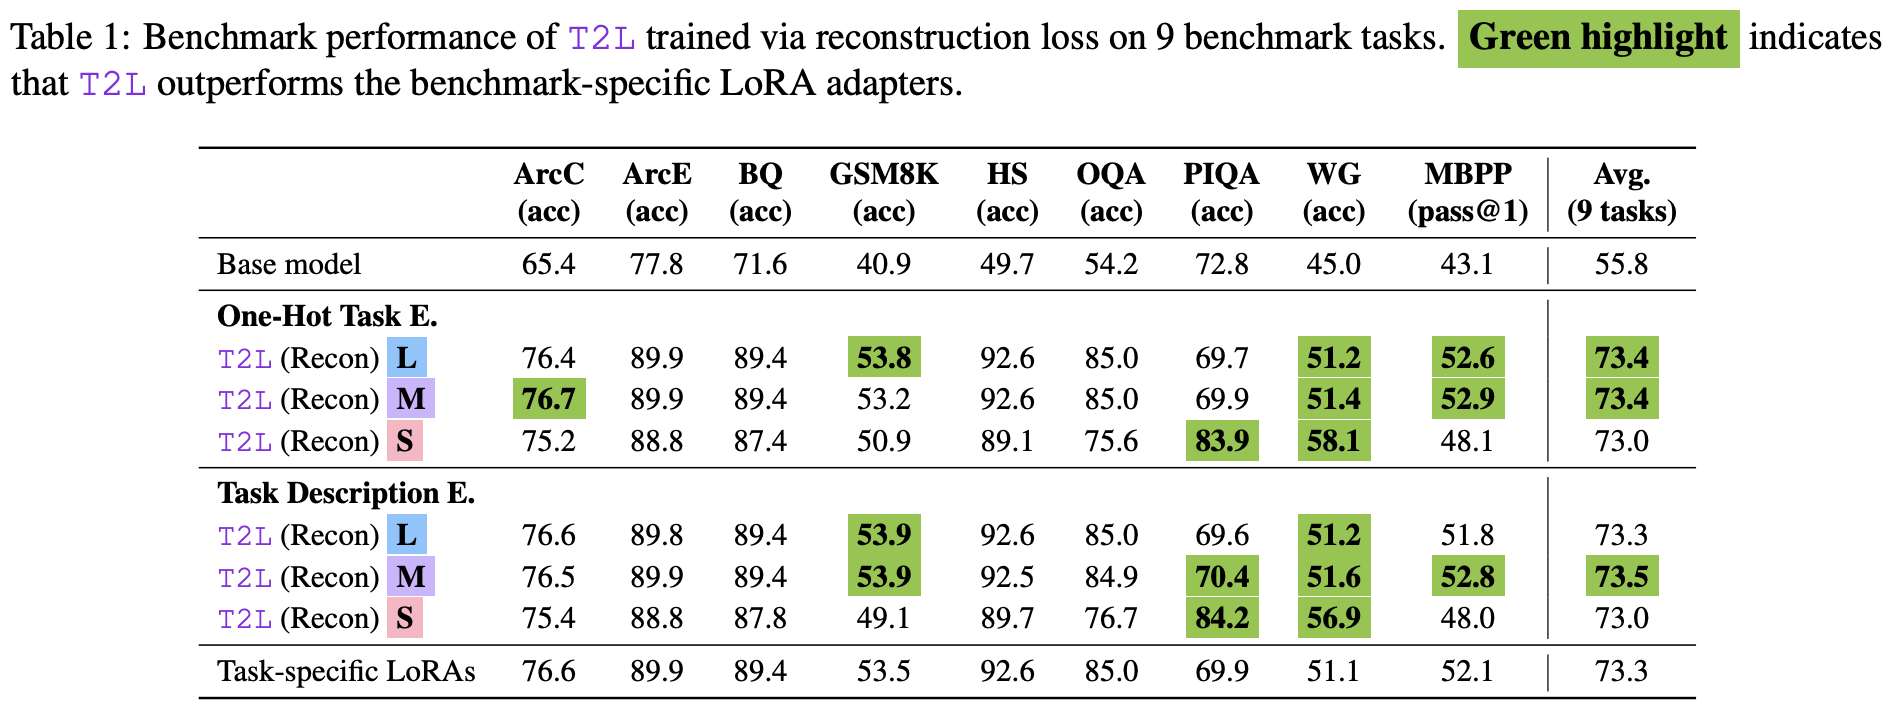 Table 1: Benchmark performance of T2L trained via reconstruction loss on 9 benchmark tasks. Green highlight indicates
that T2L outperforms the benchmark-specific LoRA adapters.
ArcC ArcE BQ GSM8K HS OQA PIQA WG MBPP Avg.
(acc) (acc) (acc) (acc) (acc) (acc) (acc) (acc) (pass@1) (9 tasks)
Base model 65.4 77.8 71.6 40.9 49.7 54.2 72.8 45.0 43.1 55.8
One-Hot Task E.
T2L (Recon) L 76.4 89.9 89.4 53.8 92.6 85.0 69.7 51.2 52.6 73.4
T2L (Recon) M 76.7 89.9 89.4 53.2 92.6 85.0 69.9 51.4 52.9 73.4
T2L (Recon) S 75.2 88.8 87.4 50.9 89.1 75.6 83.9 58.1 48.1 73.0
Task Description E.
T2L (Recon) L 76.6 89.8 89.4 53.9 92.6 85.0 69.6 51.2 51.8 73.3
T2L (Recon) M 76.5 89.9 89.4 53.9 92.5 84.9 70.4 51.6 52.8 73.5
T2L (Recon) S 75.4 88.8 87.8 49.1 89.7 76.7 84.2 56.9 48.0 73.0
Task-specific LoRAs 76.6 89.9 89.4 53.5 92.6 85.0 69.9 51.1 52.1 73.3